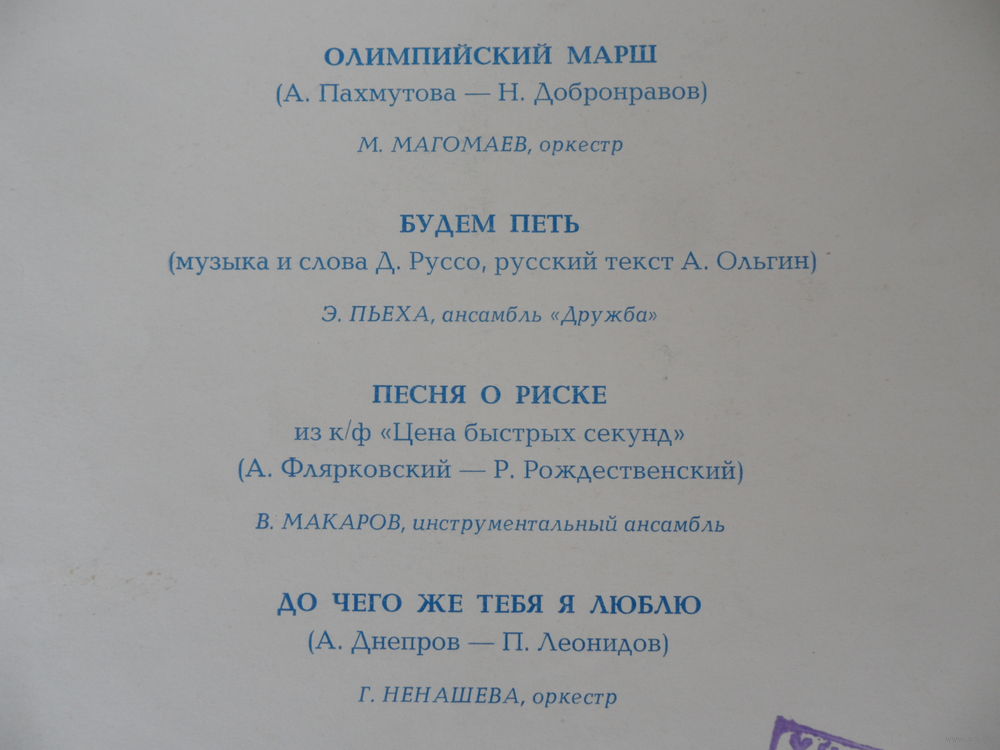 ОЛИМПИЙСКИЙ МАРШ
(А. Пахмутова — Н. Добронравов)
М. МАГОМАЕВ, оркестр
БУДЕМ ПЕТЬ
(музыка и слова Д. Руссо, русский текст А. Ольгин)
Э. ПЬЕХА, ансамбль «Дружба»
ПЕСНЯ О РИСКЕ
из к/ф «Цена быстрых секунд»
(А. Флярковский — Р. Рождественский)
В. МАКАРОВ, инструментальный ансамбль
ДО ЧЕГО ЖЕ ТЕБЯ Я ЛЮБЛЮ
(А. Днепров — П. Леонидов)
Г. НЕНАШЕВА, оркестр